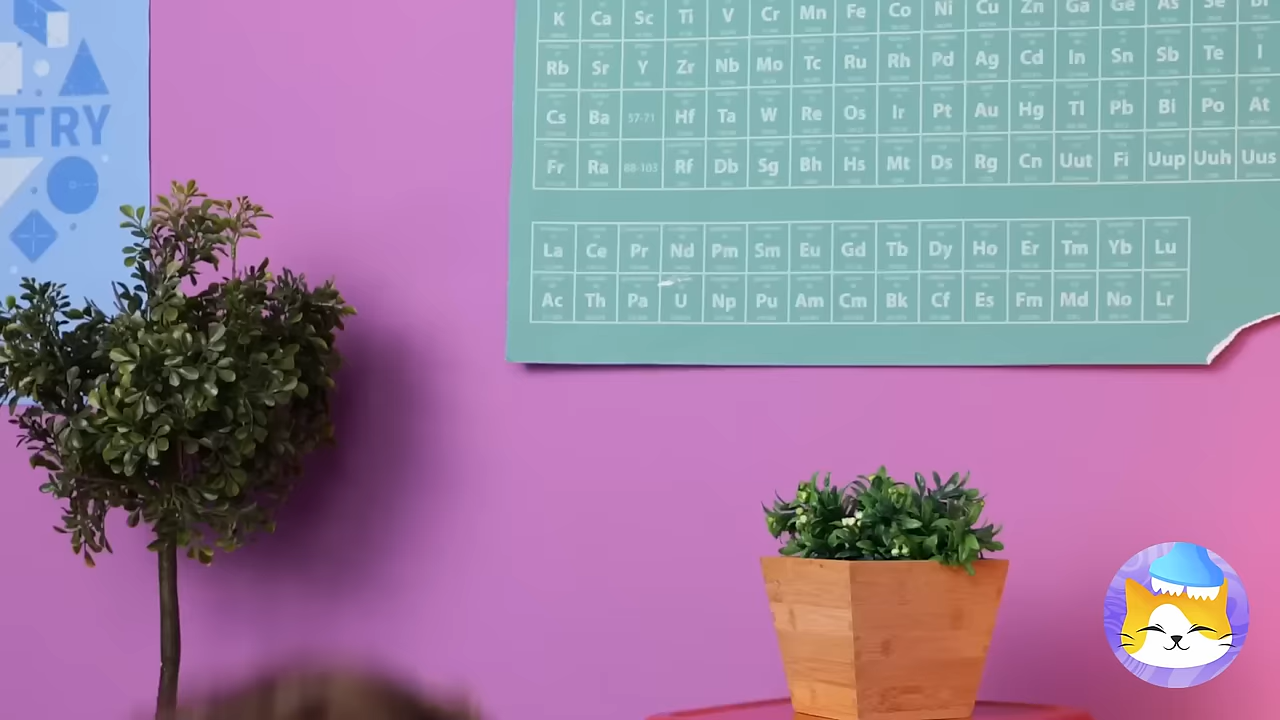 ETRY
K Ca Sc Ti V Cr Mn Fe Co Ni Cu Zn Ga Ge As Se Br
Rb Sr Y Zr Nb Mo Tc Ru Rh Pd Ag Cd In Sn Sb Te I
Cs Ba 57-71 Hf Ta W Re Os Ir Pt Au Hg Tl Pb Bi Po At
Fr Ra 88-103 Rf Db Sg Bh Hs Mt Ds Rg Cn Uut Fi Uup Uuh Uus
La Ce Pr Nd Pm Sm Eu Gd Tb Dy Ho Er Tm Yb Lu
Ac Th Pa U Np Pu Am Cm Bk Cf Es Fm Md No Lr